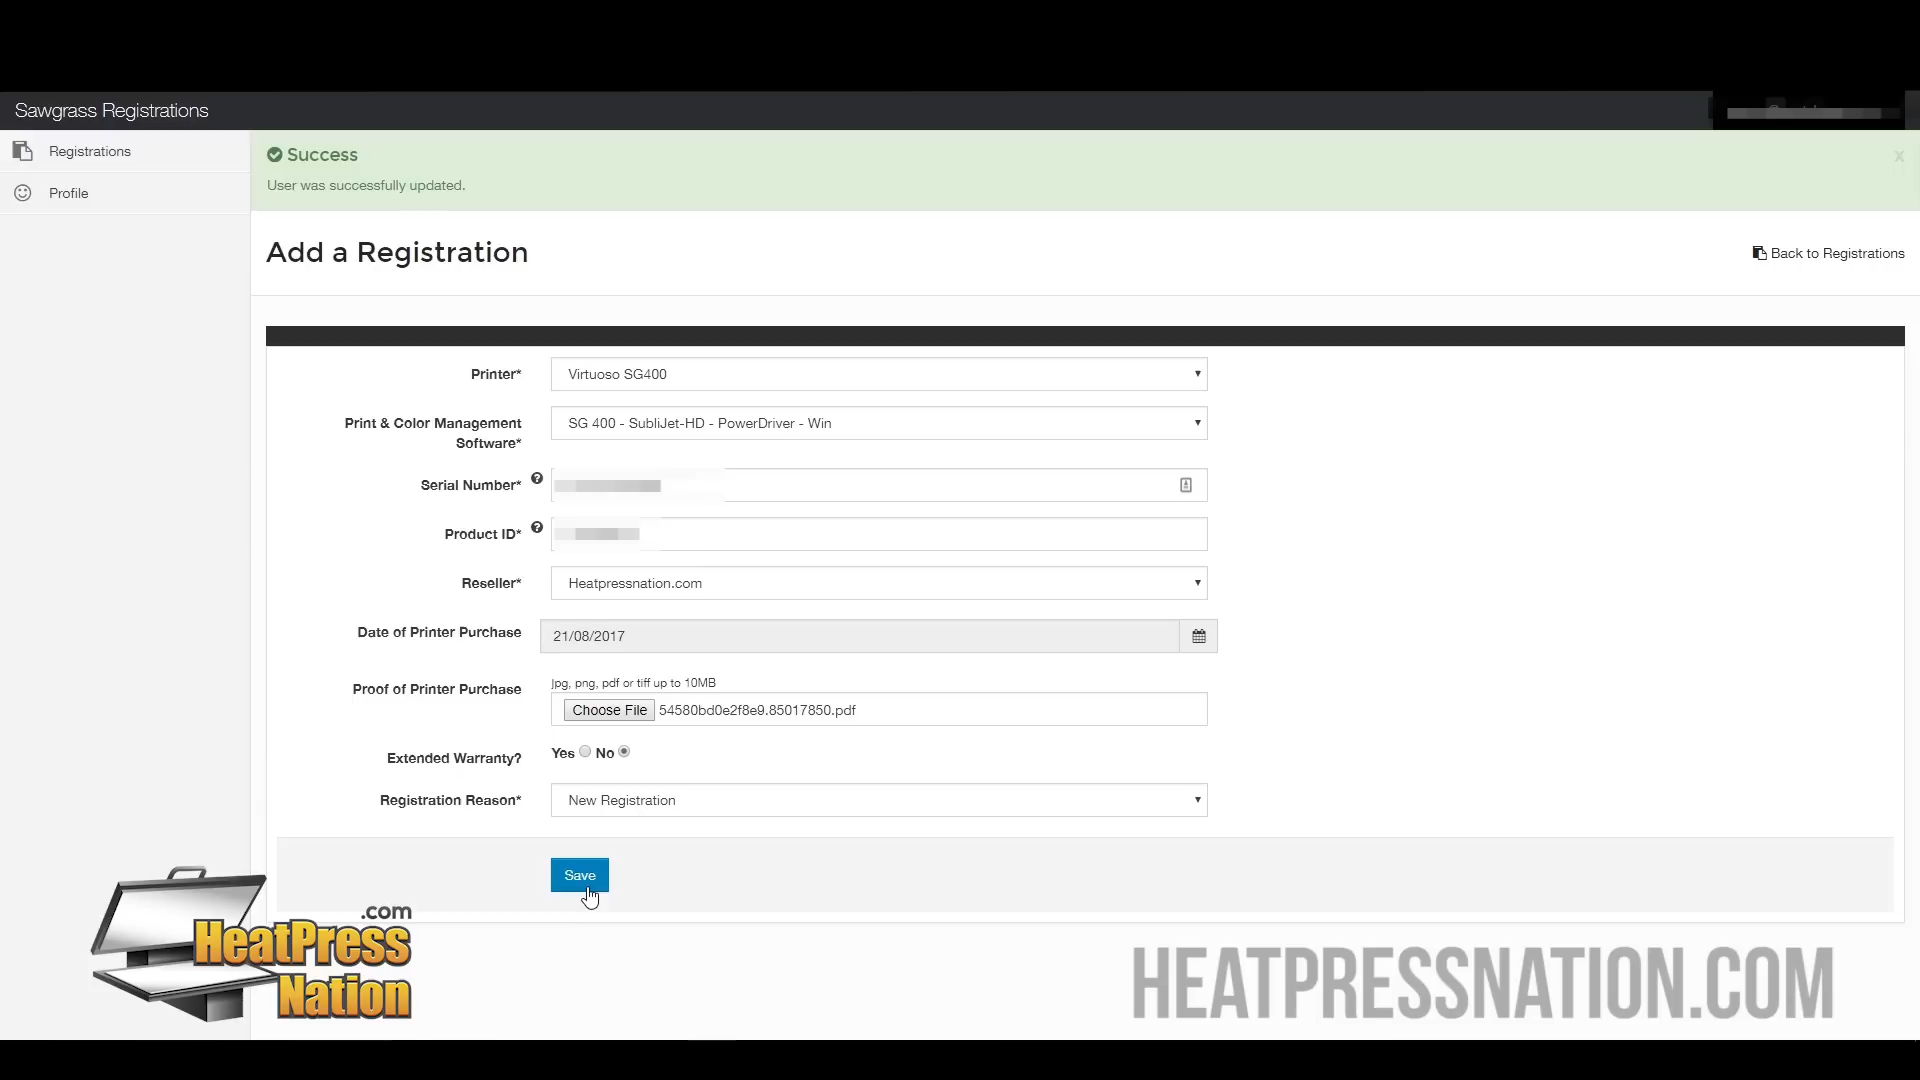 Sawgrass Registrations
Registrations
Profile
Success
x
User was successfully updated.
Add a Registration
Back to Registrations
Printer*
Virtuoso SG400
Print & Color Management
Software*
SG 400 - SubliJet-HD - PowerDriver - Win
Serial Number*
Product ID*
Reseller*
Heatpressnation.com
Date of Printer Purchase
21/08/2017
Proof of Printer Purchase
jpg, png, pdf or tiff up to 10MB
Choose File 54580bd0e2f8e9.85017850.pdf
Extended Warranty?
Yes No
Registration Reason*
New Registration
Save
.com
HeatPress
Nation
HEATPRESSNATION.COM